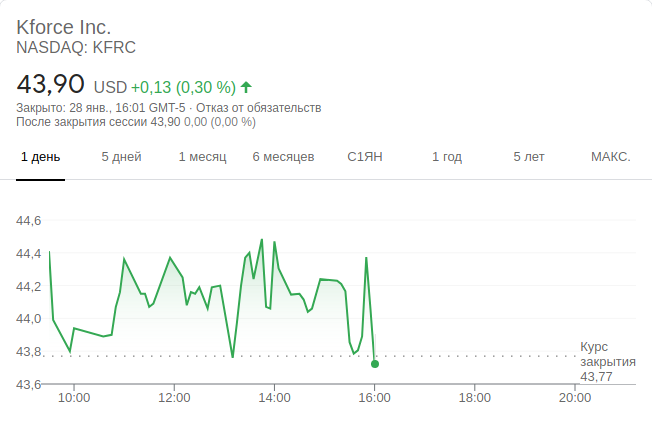 Kforce Inc.
NASDAQ: KFRC
43,90 USD +0,13 (0,30 %)
Закрыто: 28 янв., 16:01 GMT-5 · Отказ от обязательств
После закрытия сессии 43,90 0,00 (0,00 %)
1 день 5 дней 1 месяц 6 месяцев С1ЯН 1 год 5 лет МАКС.
44,6
44,4
44,2
44,0
43,8
43,6
Курс
закрытия
43,77
10:00 12:00 14:00 16:00 18:00 20:00